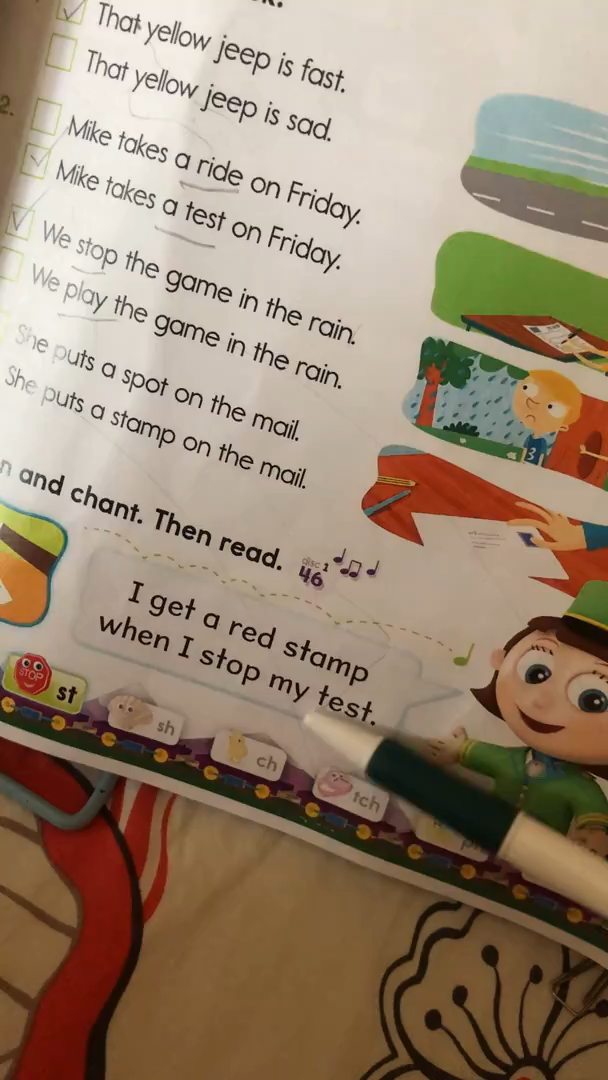 That yellow jeep is fast.
That yellow jeep is sad.
2.
Mike takes a ride on Friday.
Mike takes a test on Friday.
We stop the game in the rain.
We play the game in the rain.
She puts a spot on the mail.
She puts a stamp on the mail.
n and chant. Then read.
disc 2
46
I get a red stamp
when I stop my test.
STOP
st
sh
ch
tch
31